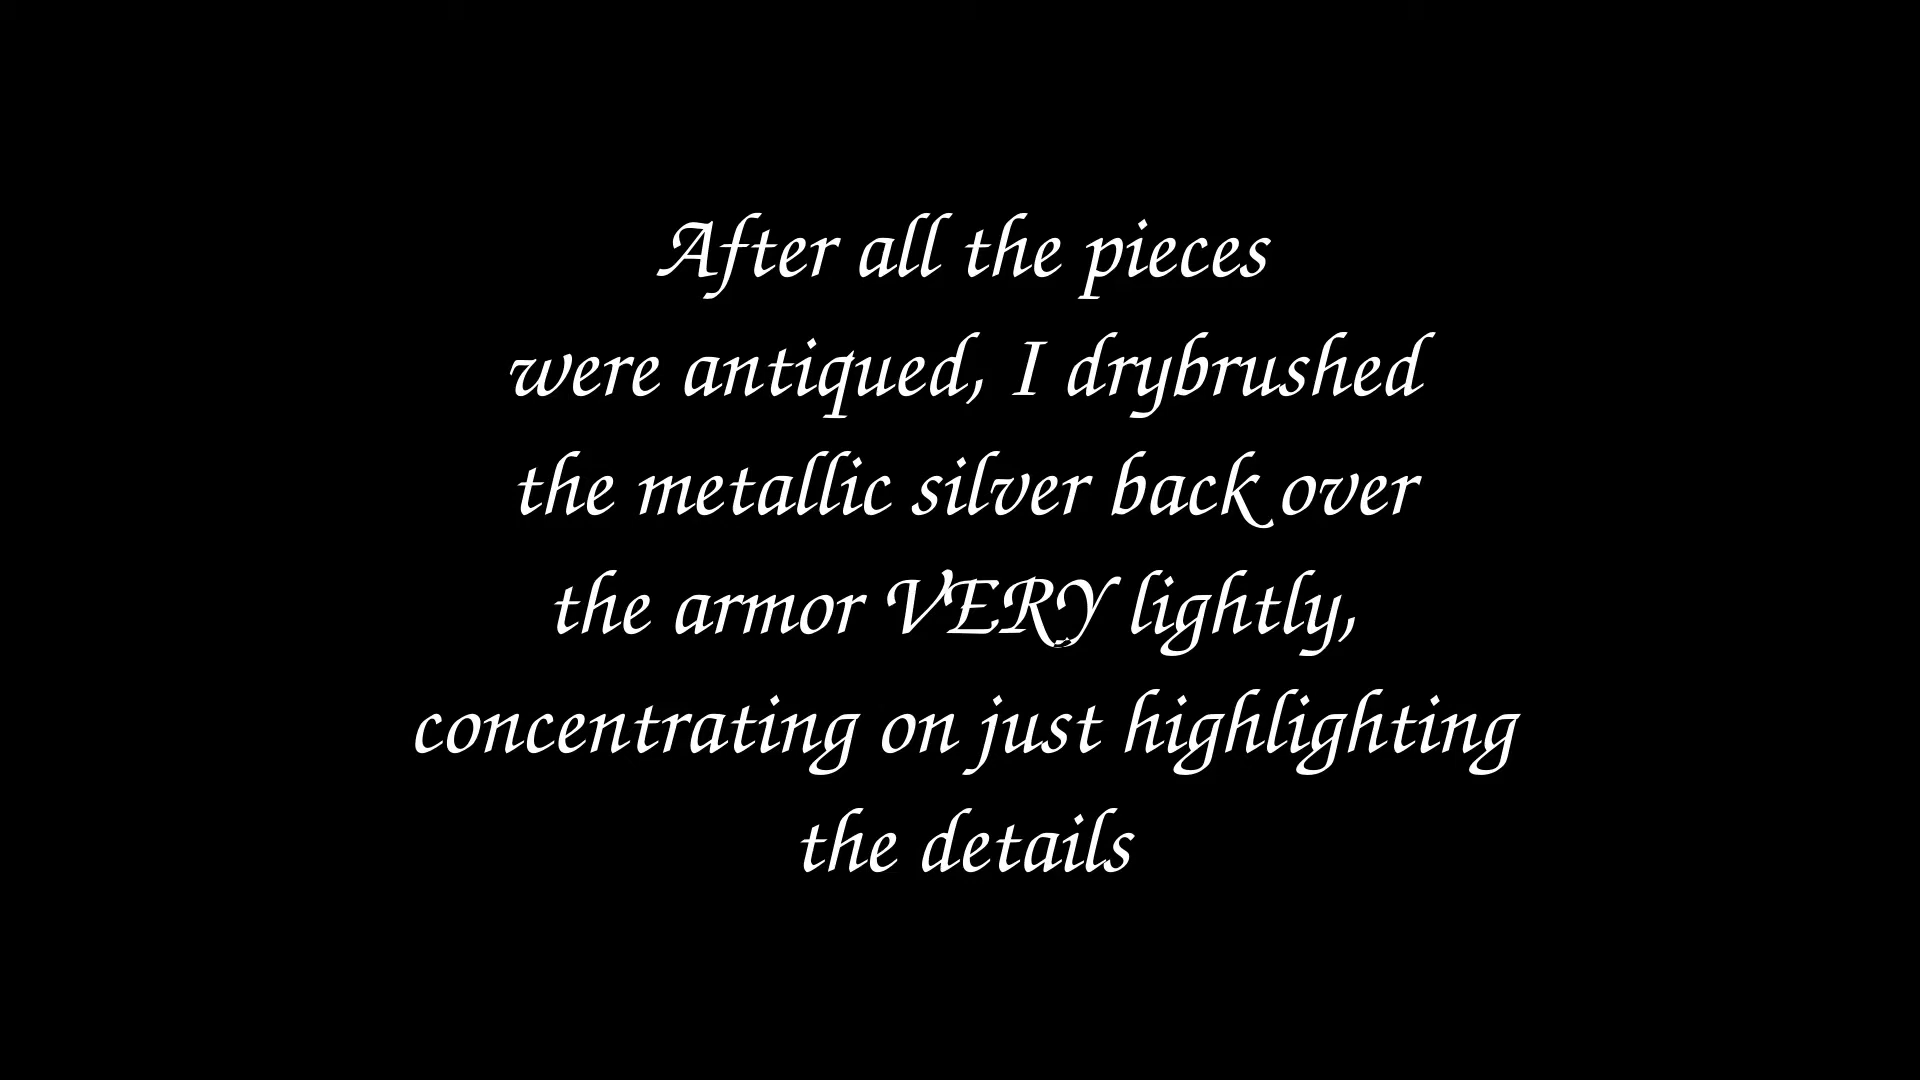 After all the pieces
were antiqued, I drybrushed
the metallic silver back over
the armor VERY lightly,
concentrating on just highlighting
the details